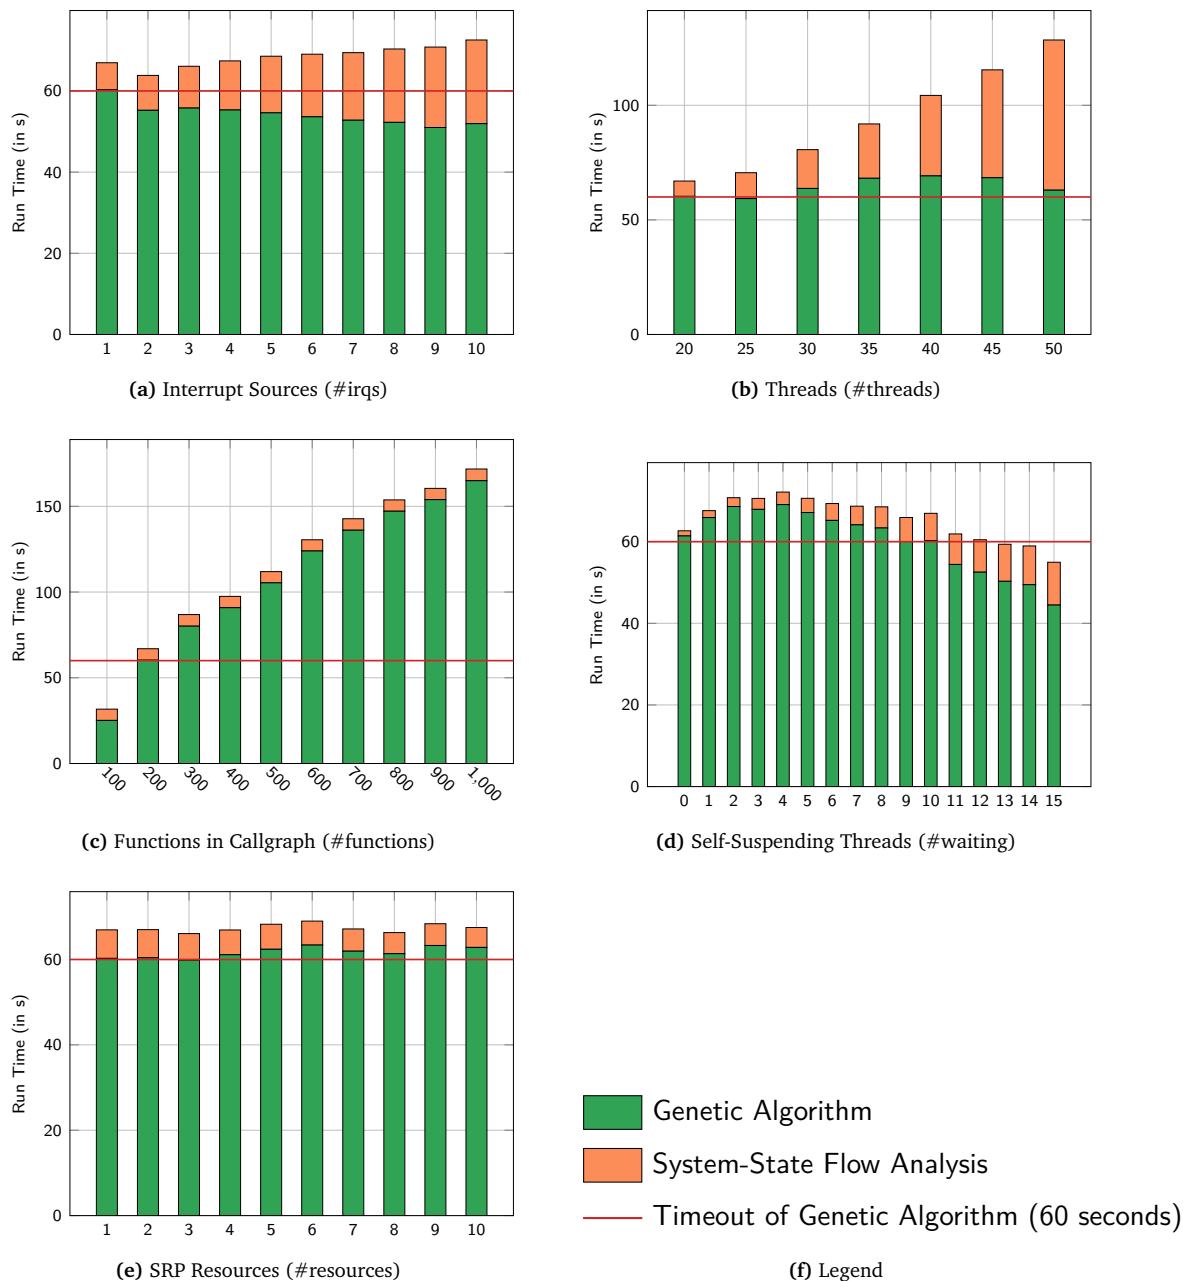 Run Time (in s)
60
40
20
0
1 2 3 4 5 6 7 8 9 10
(a) Interrupt Sources (#irqs)
Run Time (in s)
100
50
0
20 25 30 35 40 45 50
(b) Threads (#threads)
Run Time (in s)
150
100
50
0
100 200 300 400 500 600 700 800 900 1,000
(c) Functions in Callgraph (#functions)
Run Time (in s)
60
40
20
0
0 1 2 3 4 5 6 7 8 9 10 11 12 13 14 15
(d) Self-Suspending Threads (#waiting)
Run Time (in s)
60
40
20
0
1 2 3 4 5 6 7 8 9 10
(e) SRP Resources (#resources)
Genetic Algorithm
System-State Flow Analysis
Timeout of Genetic Algorithm (60 seconds)
(f) Legend